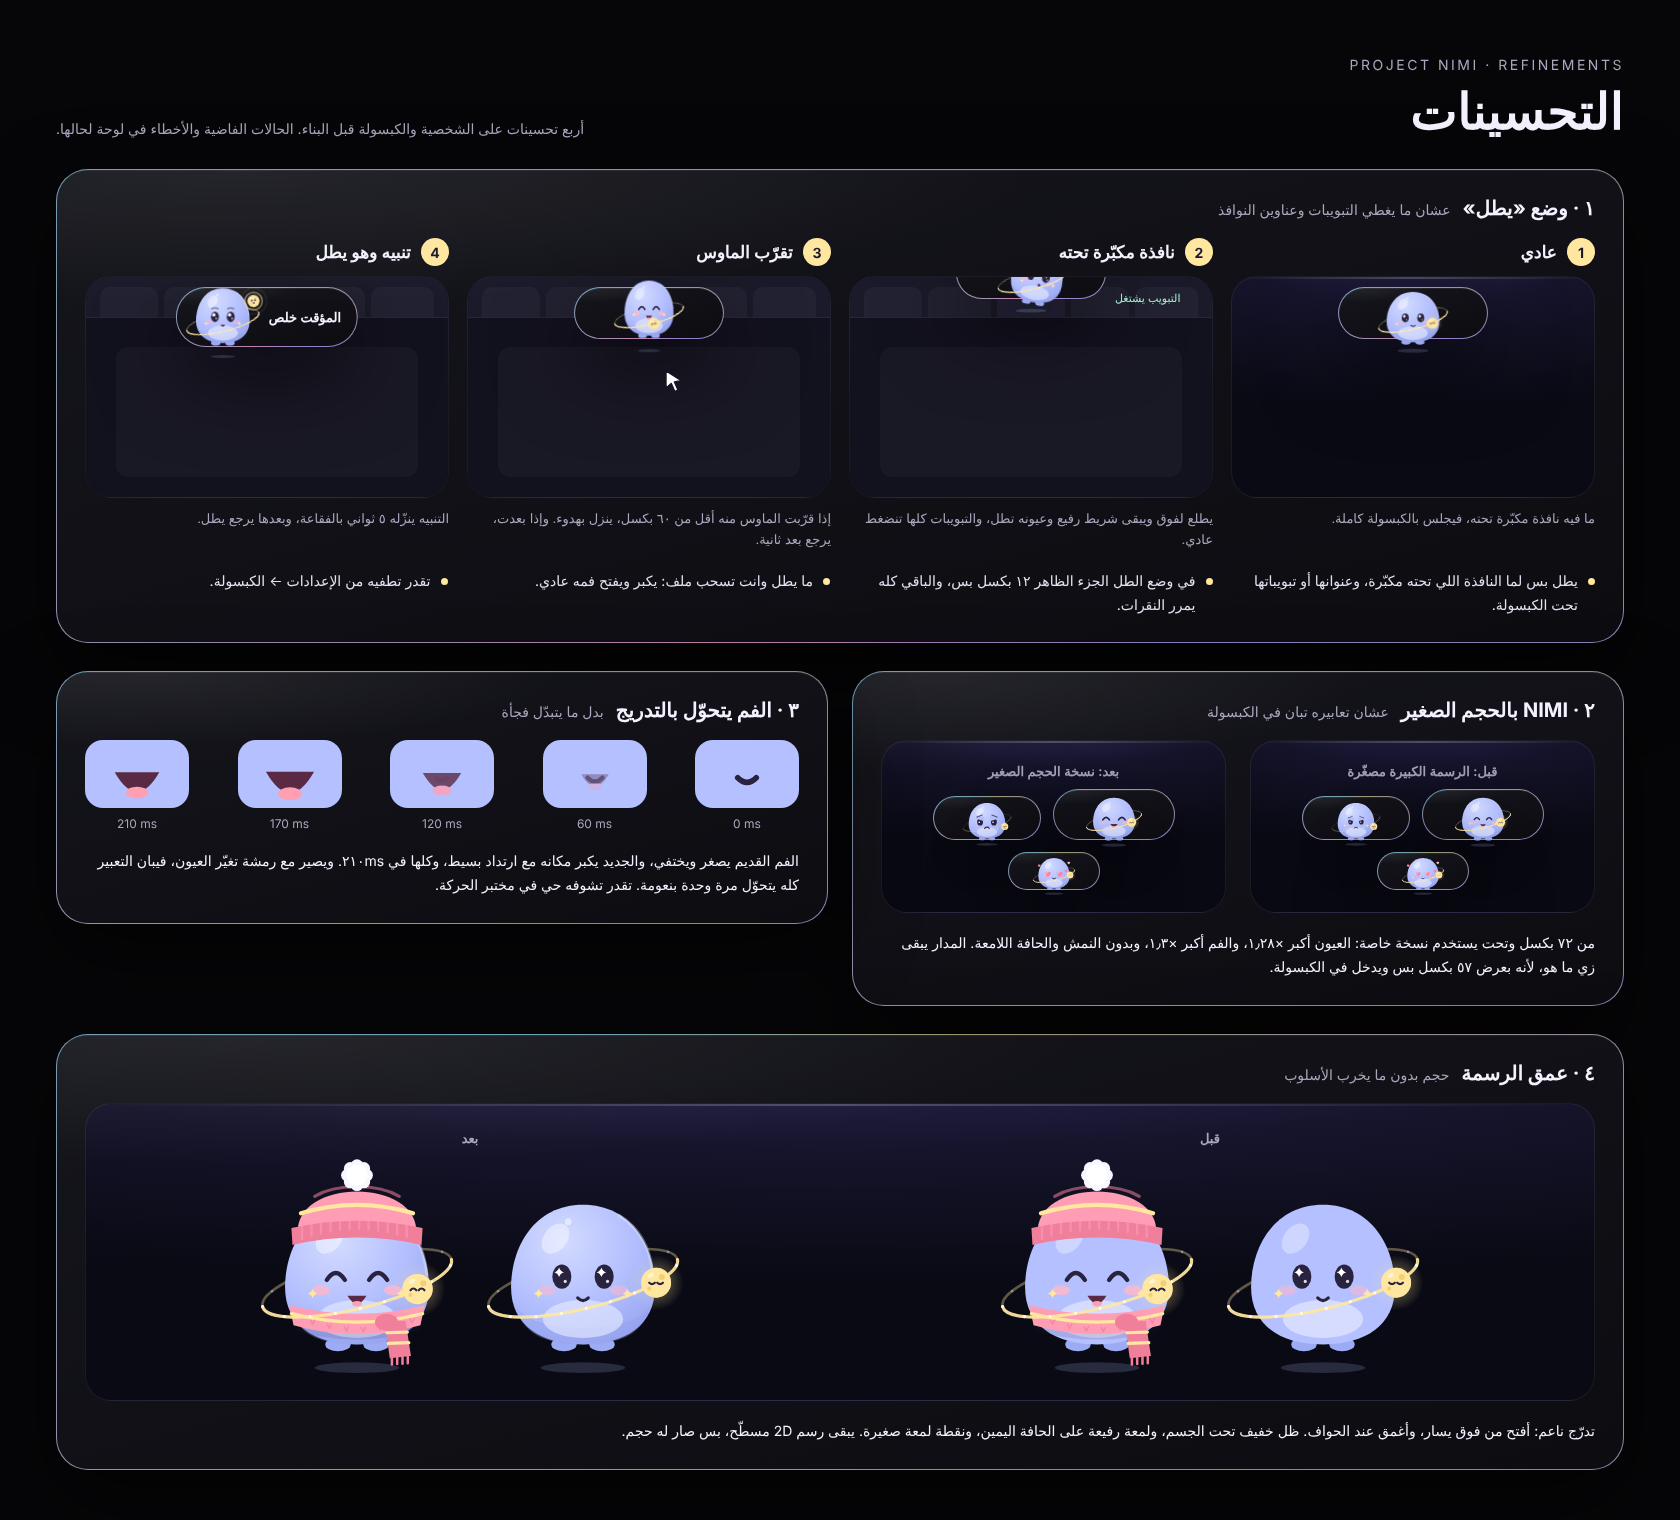 PROJECT NIMI · REFINEMENTS
التحسينات
أربع تحسينات على الشخصية والكبسولة قبل البناء. الحالات الفاضية والأخطاء في لوحة لحالها.
١ · وضع «يطل» عشان ما يغطي التبويبات وعناوين النوافذ
1 عادي
2 نافذة مكبّرة تحته
3 تقرّب الماوس
4 تنبيه وهو يطل
التبويب يشتغل
المؤقت خلص
ما فيه نافذة مكبّرة تحته، فيجلس بالكبسولة كاملة.
يطلع لفوق ويبقى شريط رفيع وعيونه تطل، والتبويبات كلها تنضغط
عادي.
إذا قرّبت الماوس منه أقل من ٦٠ بكسل، ينزل بهدوء. وإذا بعدت،
يرجع بعد ثانية.
التنبيه ينزّله ٥ ثواني بالفقاعة، وبعدها يرجع يطل.
يطل بس لما النافذة اللي تحته مكبّرة، وعنوانها أو تبويباتها
تحت الكبسولة.
في وضع الطل الجزء الظاهر ١٢ بكسل بس، والباقي كله
يمرر النقرات.
ما يطل وانت تسحب ملف: يكبر ويفتح فمه عادي.
تقدر تطفيه من الإعدادات ← الكبسولة.
٢ · NIMI بالحجم الصغير عشان تعابيره تبان في الكبسولة
قبل: الرسمة الكبيرة مصغّرة
بعد: نسخة الحجم الصغير
من ٧٢ بكسل وتحت يستخدم نسخة خاصة: العيون أكبر ×١٫٢٨، والفم أكبر ×١٫٣، وبدون النمش والحافة اللامعة. المدار يبقى
زي ما هو، لأنه بعرض ٥٧ بكسل بس ويدخل في الكبسولة.
٣ · الفم يتحوّل بالتدريج بدل ما يتبدّل فجأة
0 ms
60 ms
120 ms
170 ms
210 ms
الفم القديم يصغر ويختفي، والجديد يكبر مكانه مع ارتداد بسيط، وكلها في ٢١٠ms. ويصير مع رمشة تغيّر العيون، فيبان التعبير
كله يتحوّل مرة وحدة بنعومة. تقدر تشوفه حي في مختبر الحركة.
٤ · عمق الرسمة حجم بدون ما يخرب الأسلوب
قبل
بعد
تدرّج ناعم: أفتح من فوق يسار، وأغمق عند الحواف. ظل خفيف تحت الجسم، ولمعة رفيعة على الحافة اليمين، ونقطة لمعة صغيرة. يبقى رسم 2D مسطّح، بس صار له حجم.